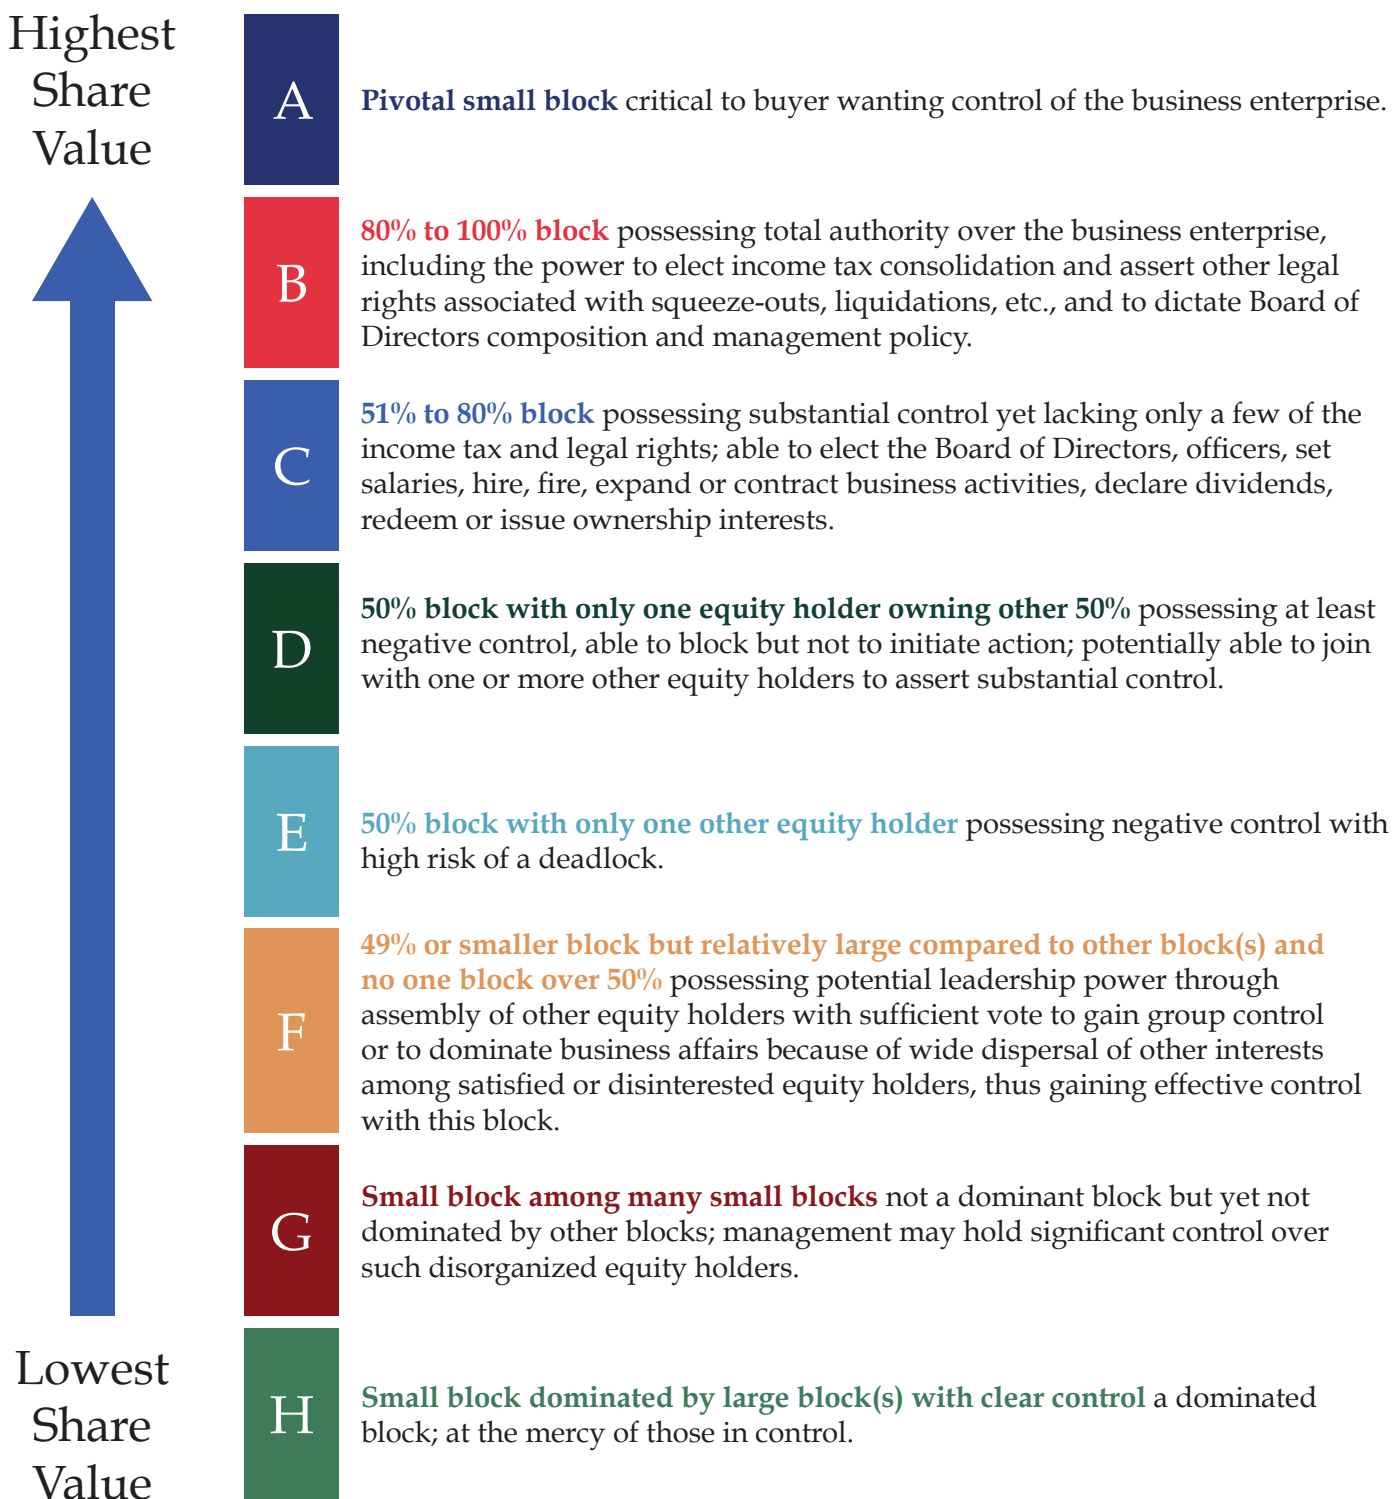 Highest
Share
Value
A
Pivotal small block critical to buyer wanting control of the business enterprise.
B
80% to 100% block possessing total authority over the business enterprise,
including the power to elect income tax consolidation and assert other legal
rights associated with squeeze-outs, liquidations, etc., and to dictate Board of
Directors composition and management policy.
C
51% to 80% block possessing substantial control yet lacking only a few of the
income tax and legal rights; able to elect the Board of Directors, officers, set
salaries, hire, fire, expand or contract business activities, declare dividends,
redeem or issue ownership interests.
D
50% block with only one equity holder owning other 50% possessing at least
negative control, able to block but not to initiate action; potentially able to join
with one or more other equity holders to assert substantial control.
E
50% block with only one other equity holder possessing negative control with
high risk of a deadlock.
F
49% or smaller block but relatively large compared to other block(s) and
no one block over 50% possessing potential leadership power through
assembly of other equity holders with sufficient vote to gain group control
or to dominate business affairs because of wide dispersal of other interests
among satisfied or disinterested equity holders, thus gaining effective control
with this block.
G
Small block among many small blocks not a dominant block but yet not
dominated by other blocks; management may hold significant control over
such disorganized equity holders.
H
Small block dominated by large block(s) with clear control a dominated
block; at the mercy of those in control.
Lowest
Share
Value